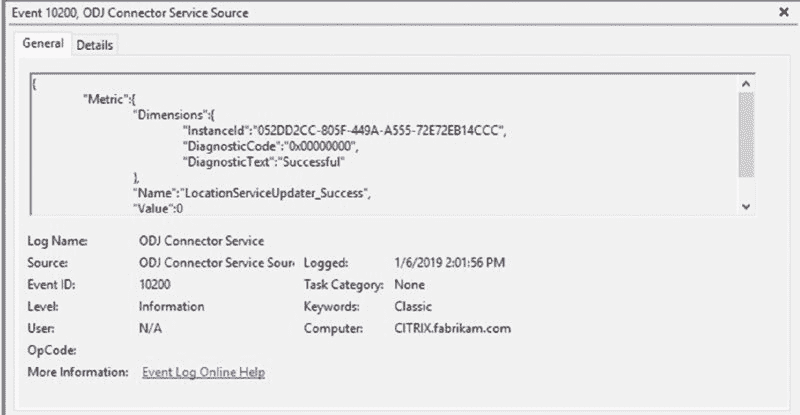 Event 10200, ODJ Connector Service Source
General Details
{
"Metric":{
"Dimensions":{
"InstanceId":"052DD2CC-805F-449A-A555-72E72EB14CCC",
"DiagnosticCode":"0x00000000",
"DiagnosticText":"Successful"
},
"Name":"LocationServiceUpdater_Success",
"Value":0
Log Name: ODJ Connector Service
Source: ODJ Connector Service Sour Logged: 1/6/2019 2:01:56 PM
Event ID: 10200 Task Category: None
Level: Information Keywords: Classic
User: N/A Computer: CITRIX.fabrikam.com
OpCode:
More Information: Event Log Online Help